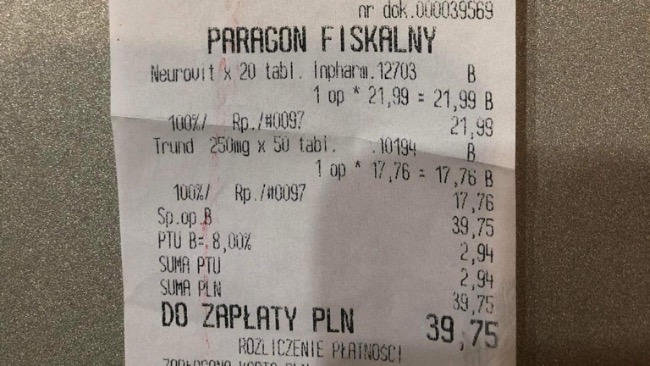 nr dok.000039569
PARAGON FISKALNY
Neurovit x 20 tabl. Inpharm.12703 B
1 op * 21,99 = 21,99 B
21,99
100%/ Rp./#0097
Trund 250mg x 50 tabl. .10194 B
1 op * 17,76 = 17,76 B
17,76
100%/ Rp./#0097
Sp.op.B 39,75
PTU B= 8,00% 2,94
SUMA PTU 2,94
SUMA PLN 39,75
DO ZAPŁATY PLN 39,75
ROZLICZENIE PŁATNOŚCI